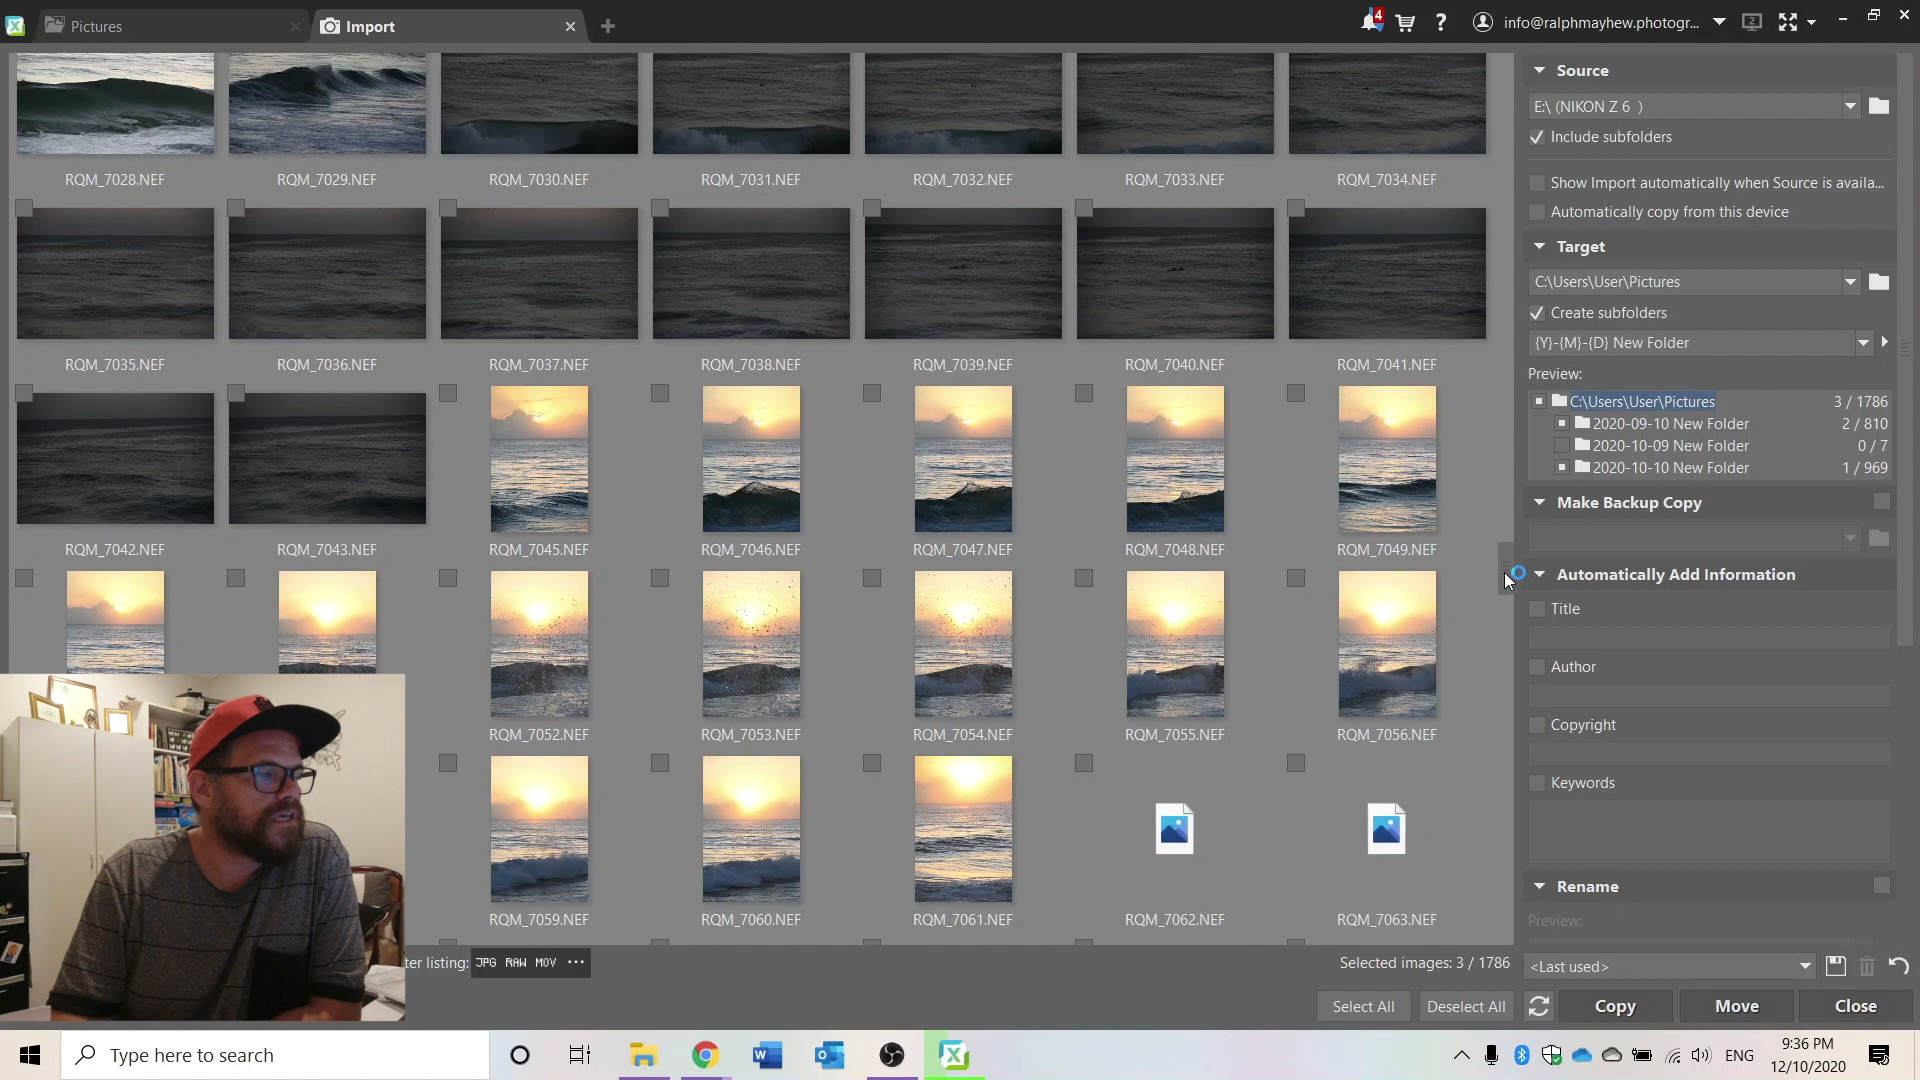 Pictures
Import
4
info@ralphmayhew.photogr...
2
RQM_7028.NEF
RQM_7029.NEF
RQM_7030.NEF
RQM_7031.NEF
RQM_7032.NEF
RQM_7033.NEF
RQM_7034.NEF
RQM_7035.NEF
RQM_7036.NEF
RQM_7037.NEF
RQM_7038.NEF
RQM_7039.NEF
RQM_7040.NEF
RQM_7041.NEF
RQM_7042.NEF
RQM_7043.NEF
RQM_7045.NEF
RQM_7046.NEF
RQM_7047.NEF
RQM_7048.NEF
RQM_7049.NEF
RQM_7052.NEF
RQM_7053.NEF
RQM_7054.NEF
RQM_7055.NEF
RQM_7056.NEF
RQM_7059.NEF
RQM_7060.NEF
RQM_7061.NEF
RQM_7062.NEF
RQM_7063.NEF
ter listing: JPG RAW MOV ...
Selected images: 3 / 1786
Select All
Deselect All
Source
E:\ (NIKON Z 6 )
Include subfolders
Show Import automatically when Source is availa...
Automatically copy from this device
Target
C:\Users\User\Pictures
Create subfolders
{Y}-{M}-{D} New Folder
Preview:
C:\Users\User\Pictures 3 / 1786
2020-09-10 New Folder 2 / 810
2020-10-09 New Folder 0 / 7
2020-10-10 New Folder 1 / 969
Make Backup Copy
Automatically Add Information
Title
Author
Copyright
Keywords
Rename
Preview:
<Last used>
Copy
Move
Close
Type here to search
ENG
9:36 PM
12/10/2020